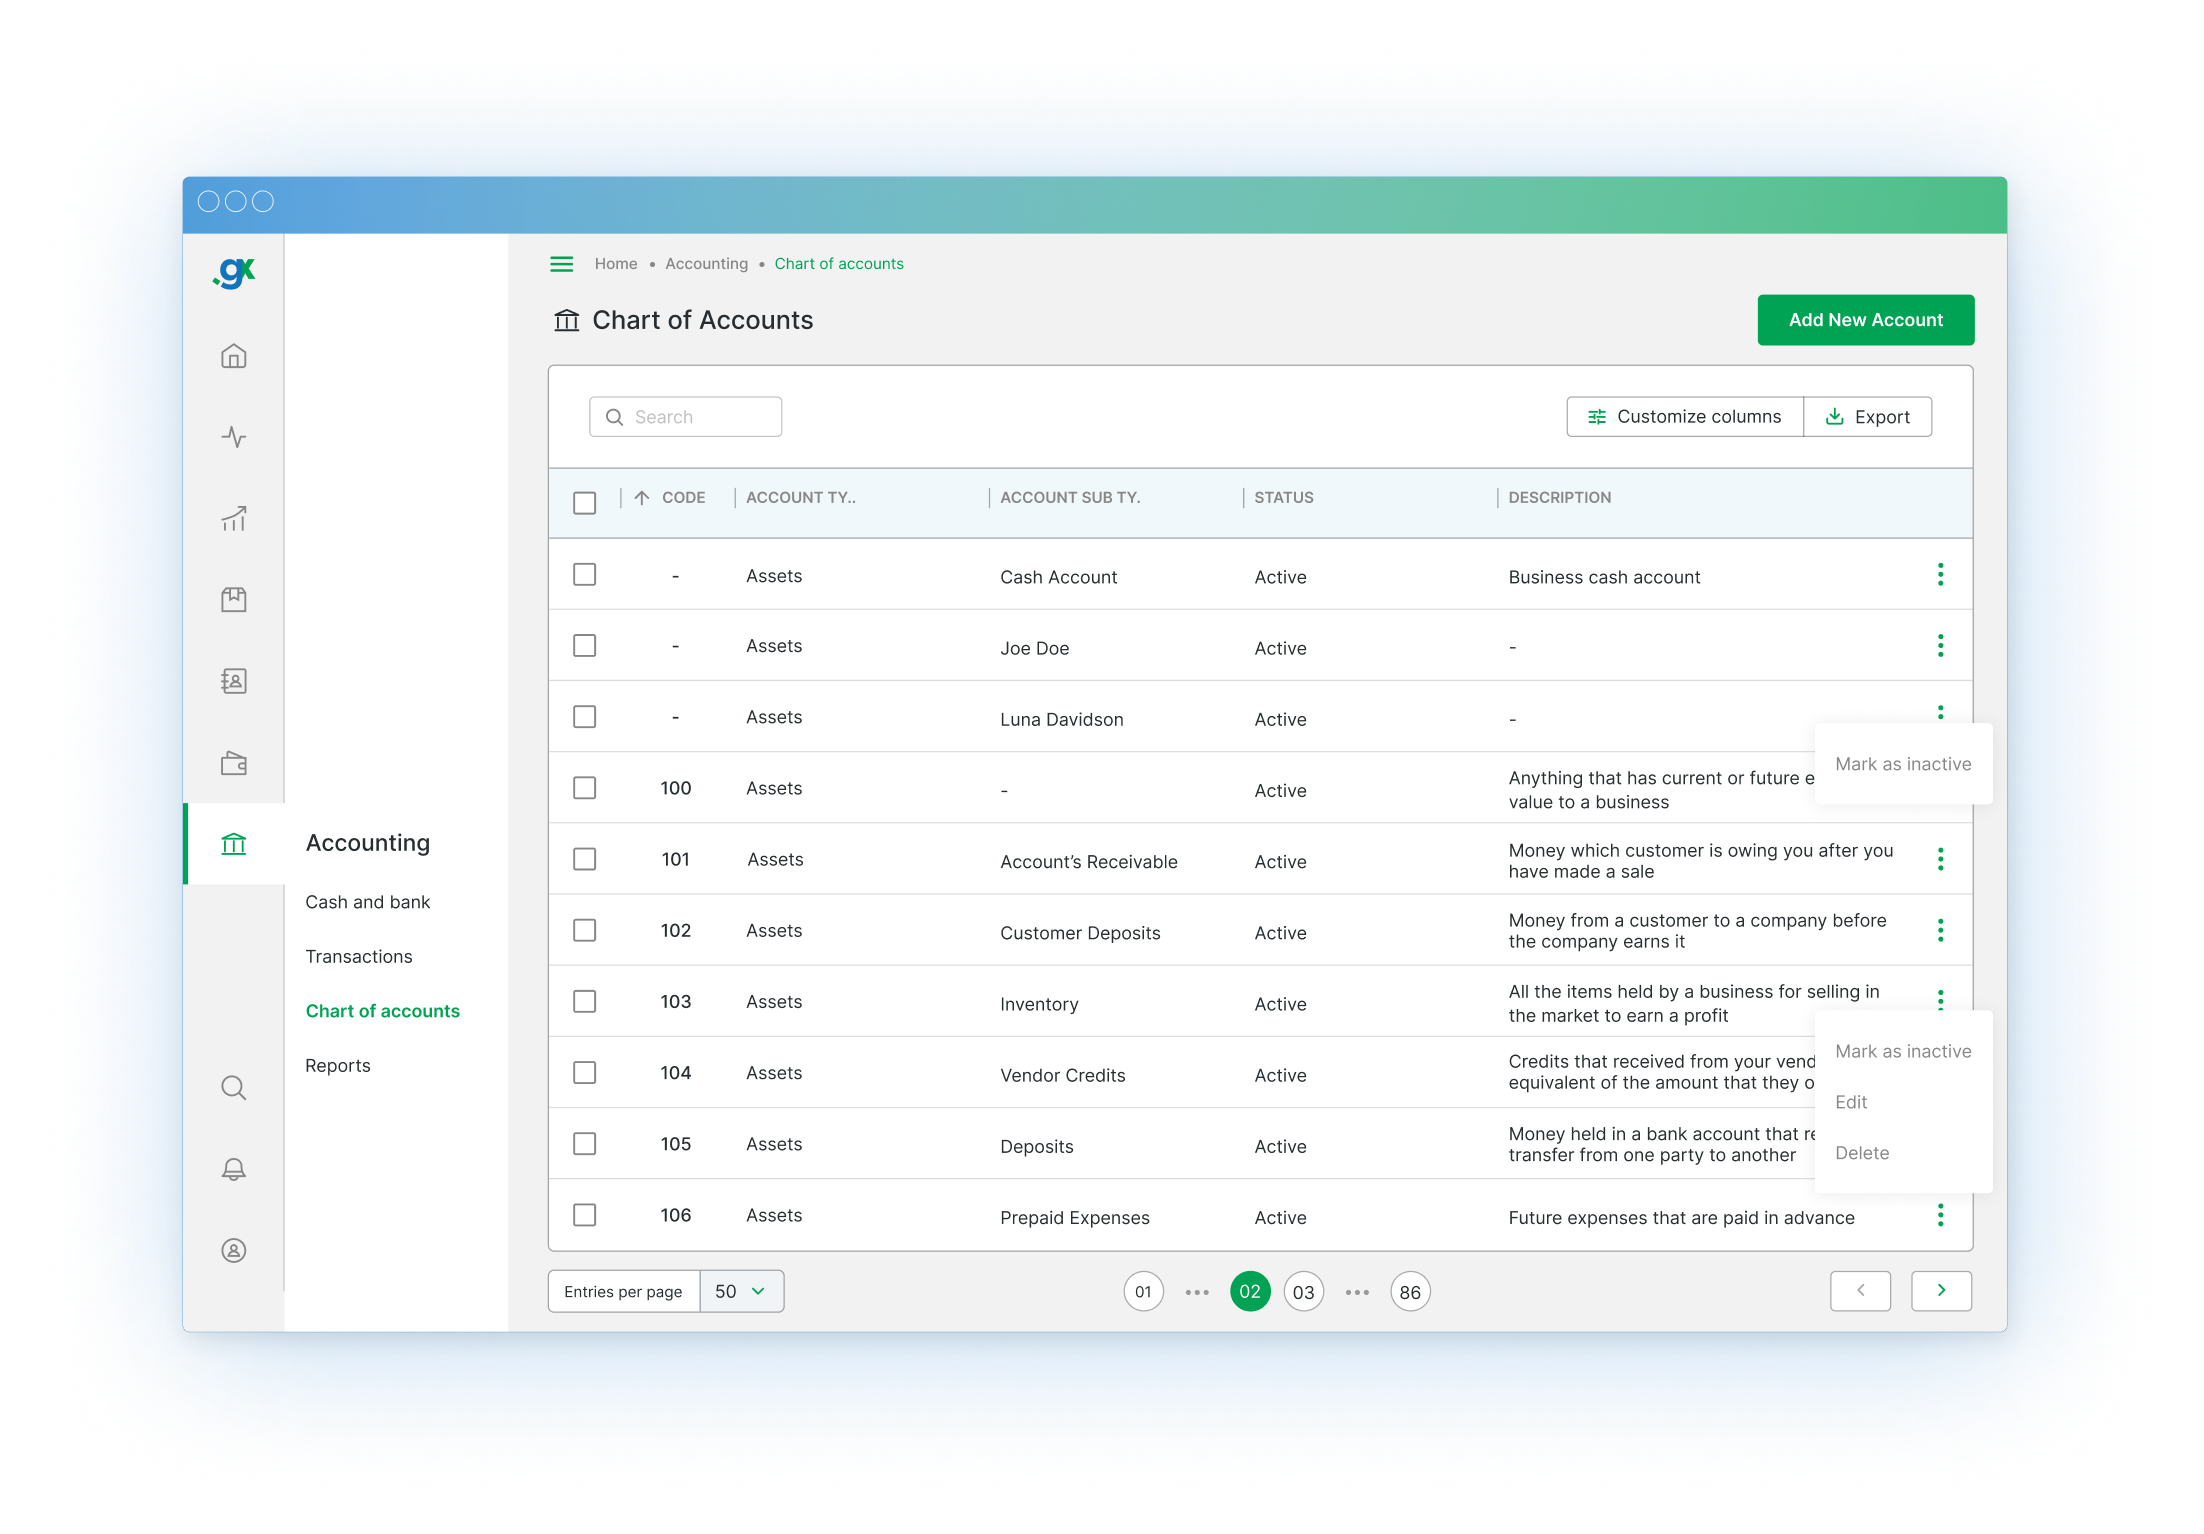 .gx
Home • Accounting • Chart of accounts
Chart of Accounts
Add New Account
Search
Customize columns
Export
CODE
ACCOUNT TY..
ACCOUNT SUB TY.
STATUS
DESCRIPTION
- Assets Cash Account Active Business cash account
- Assets Joe Doe Active -
- Assets Luna Davidson Active -
Mark as inactive
100 Assets - Active Anything that has current or future e
value to a business
101 Assets Account’s Receivable Active Money which customer is owing you after you
have made a sale
102 Assets Customer Deposits Active Money from a customer to a company before
the company earns it
103 Assets Inventory Active All the items held by a business for selling in
the market to earn a profit
104 Assets Vendor Credits Active Credits that received from your vend
equivalent of the amount that they o
105 Assets Deposits Active Money held in a bank account that re
transfer from one party to another
106 Assets Prepaid Expenses Active Future expenses that are paid in advance
Mark as inactive
Edit
Delete
Accounting
Cash and bank
Transactions
Chart of accounts
Reports
Entries per page 50
01 ••• 02 03 ••• 86